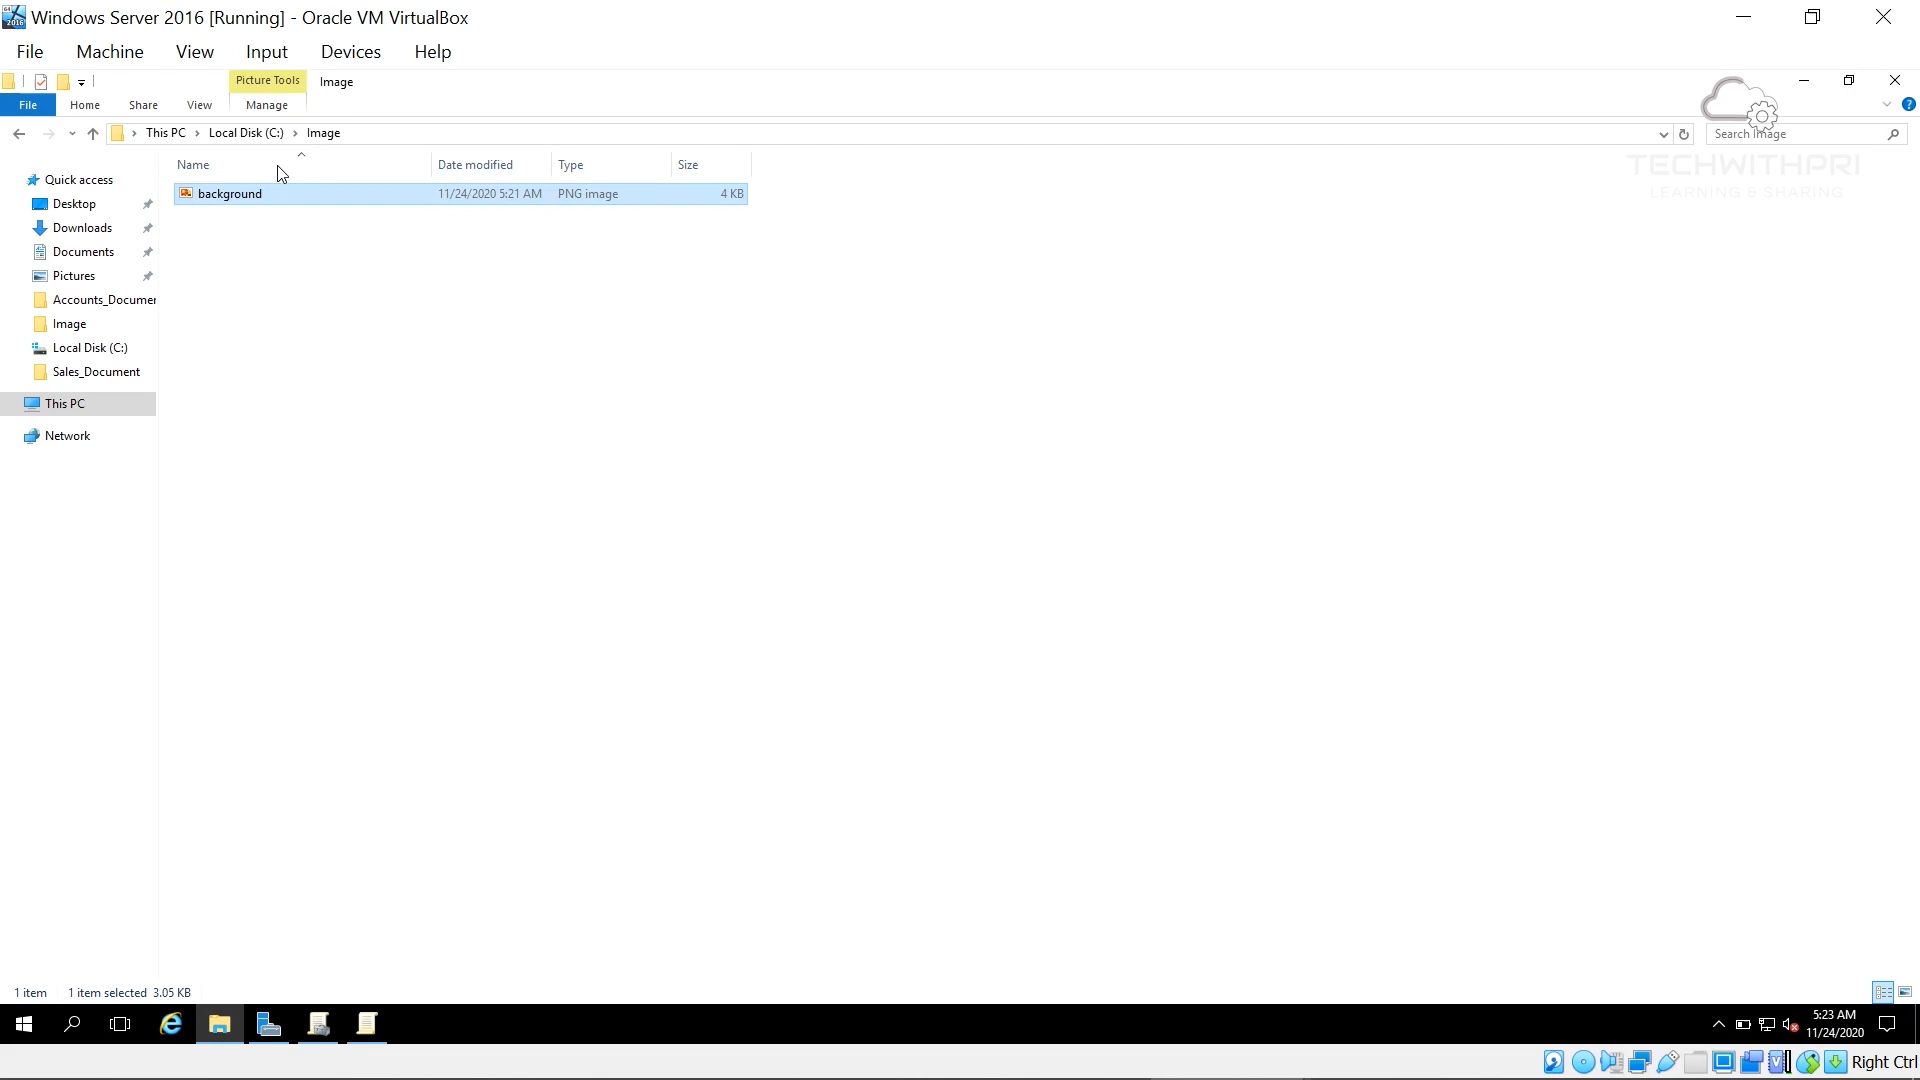 Windows Server 2016 [Running] - Oracle VM VirtualBox
File Machine View Input Devices Help
Picture Tools Image
File Home Share View Manage
This PC Local Disk (C:) Image
Search Image
TECHWITHPRI
LEARNING & SHARING
Name Date modified Type Size
background 11/24/2020 5:21 AM PNG image 4 KB
Quick access
Desktop
Downloads
Documents
Pictures
Accounts_Documen
Image
Local Disk (C:)
Sales_Document
This PC
Network
1 item 1 item selected 3.05 KB
5:23 AM
11/24/2020
Right Ctrl